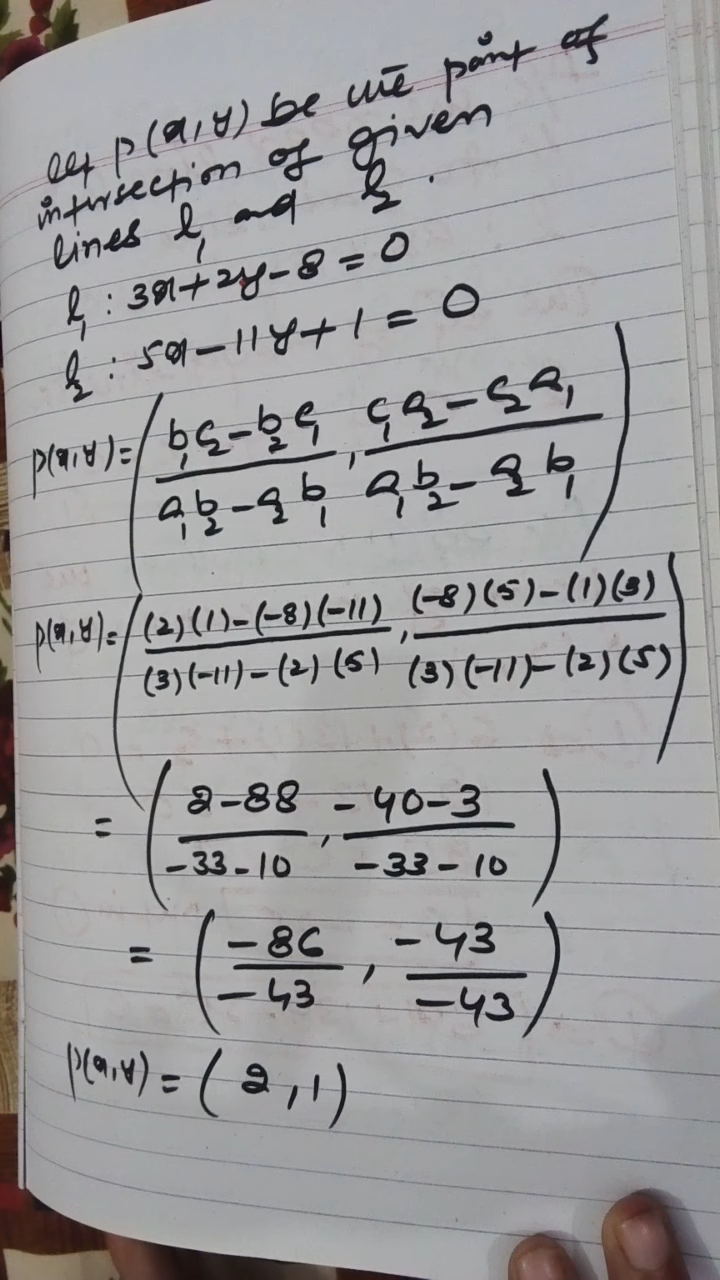 let P(x,y) be the point of
intersection of given
lines l₁ and l₂.
l₁ : 3x+2y-8=0
l₂ : 5x-11y+1=0
P(x,y)=((b₁c₂-b₂c₁)/(a₁b₂-a₂b₁), (c₁a₂-c₂a₁)/(a₁b₂-a₂b₁))
P(x,y)=(((2)(1)-(-8)(-11))/((3)(-11)-(2)(5)), ((-8)(5)-(1)(3))/((3)(-11)-(2)(5)))
= ((2-88)/(-33-10), (-40-3)/(-33-10))
= (-86/-43, -43/-43)
P(x,y)=(2,1)